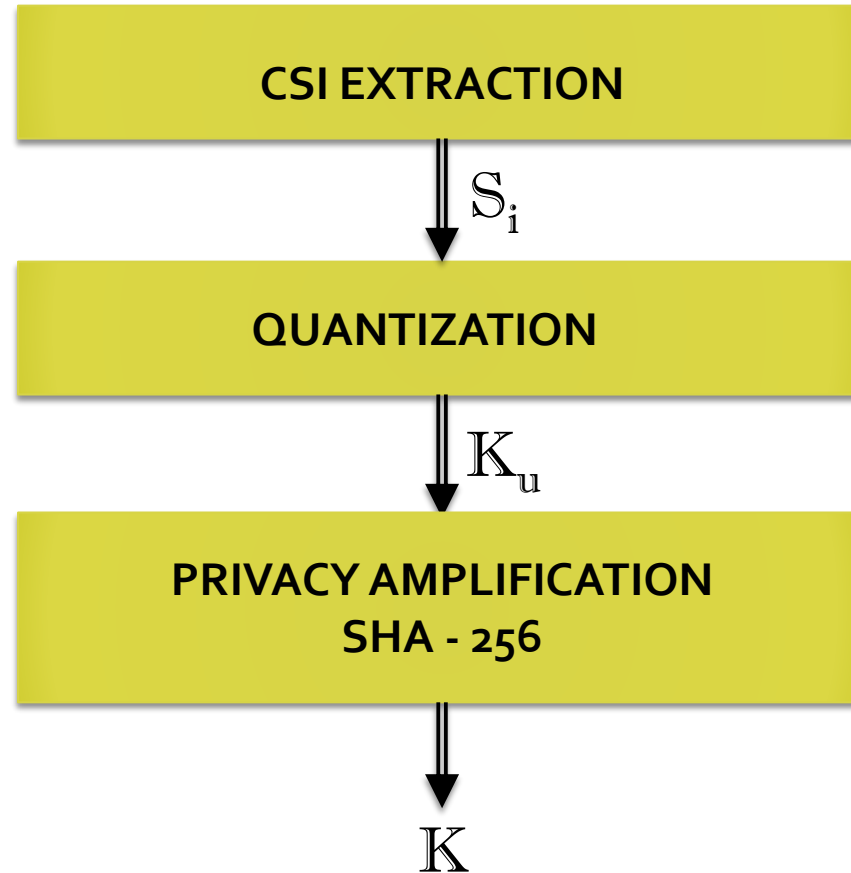 CSI EXTRACTION
𝕊i
QUANTIZATION
𝕂u
PRIVACY AMPLIFICATION
SHA - 256
𝕂